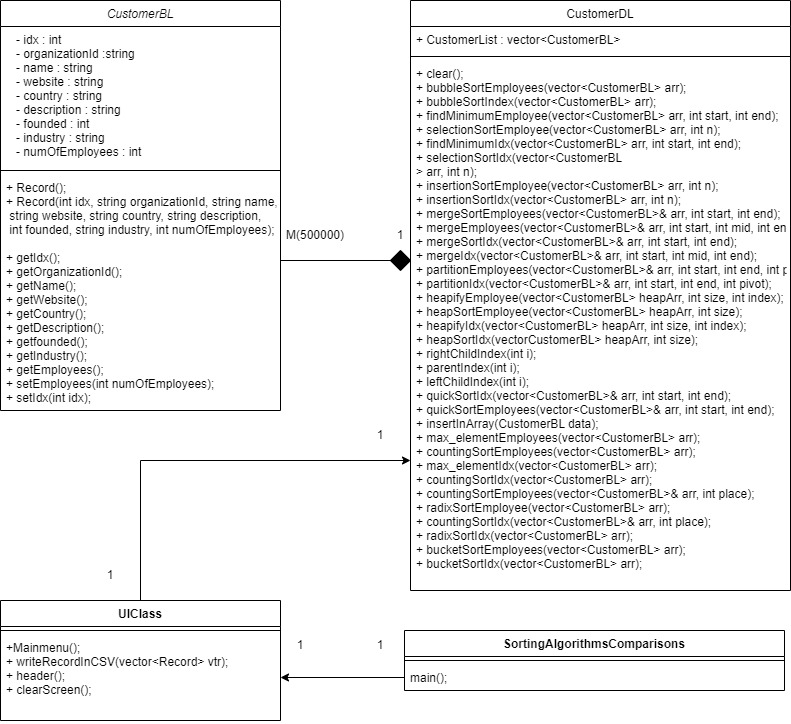 CustomerBL
- idx : int
- organizationId :string
- name : string
- website : string
- country : string
- description : string
- founded : int
- industry : string
- numOfEmployees : int
+ Record();
+ Record(int idx, string organizationId, string name,
string website, string country, string description,
int founded, string industry, int numOfEmployees);
+ getIdx();
+ getOrganizationId();
+ getName();
+ getWebsite();
+ getCountry();
+ getDescription();
+ getfounded();
+ getIndustry();
+ getEmployees();
+ setEmployees(int numOfEmployees);
+ setIdx(int idx);
M(500000)
1
CustomerDL
+ CustomerList : vector<CustomerBL>
+ clear();
+ bubbleSortEmployees(vector<CustomerBL> arr);
+ bubbleSortIndex(vector<CustomerBL> arr);
+ findMinimumEmployee(vector<CustomerBL> arr, int start, int end);
+ selectionSortEmployee(vector<CustomerBL> arr, int n);
+ findMinimumIdx(vector<CustomerBL> arr, int start, int end);
+ selectionSortIdx(vector<CustomerBL
> arr, int n);
+ insertionSortEmployee(vector<CustomerBL> arr, int n);
+ insertionSortIdx(vector<CustomerBL> arr, int n);
+ mergeSortEmployees(vector<CustomerBL>& arr, int start, int end);
+ mergeEmployees(vector<CustomerBL>& arr, int start, int mid, int en
+ mergeSortIdx(vector<CustomerBL>& arr, int start, int end);
+ mergeIdx(vector<CustomerBL>& arr, int start, int mid, int end);
+ partitionEmployees(vector<CustomerBL>& arr, int start, int end, int p
+ partitionIdx(vector<CustomerBL>& arr, int start, int end, int pivot);
+ heapifyEmployee(vector<CustomerBL> heapArr, int size, int index);
+ heapSortEmployee(vector<CustomerBL> heapArr, int size);
+ heapifyIdx(vector<CustomerBL> heapArr, int size, int index);
+ heapSortIdx(vectorCustomerBL> heapArr, int size);
+ rightChildIndex(int i);
+ parentIndex(int i);
+ leftChildIndex(int i);
+ quickSortIdx(vector<CustomerBL>& arr, int start, int end);
+ quickSortEmployees(vector<CustomerBL>& arr, int start, int end);
+ insertInArray(CustomerBL data);
+ max_elementEmployees(vector<CustomerBL> arr);
+ countingSortEmployees(vector<CustomerBL> arr);
+ max_elementIdx(vector<CustomerBL> arr);
+ countingSortIdx(vector<CustomerBL> arr);
+ countingSortEmployees(vector<CustomerBL>& arr, int place);
+ radixSortEmployee(vector<CustomerBL> arr);
+ countingSortIdx(vector<CustomerBL>& arr, int place);
+ radixSortIdx(vector<CustomerBL> arr);
+ bucketSortEmployees(vector<CustomerBL> arr);
+ bucketSortIdx(vector<CustomerBL> arr);
1
1
UIClass
+Mainmenu();
+ writeRecordInCSV(vector<Record> vtr);
+ header();
+ clearScreen();
1
1
SortingAlgorithmsComparisons
main();